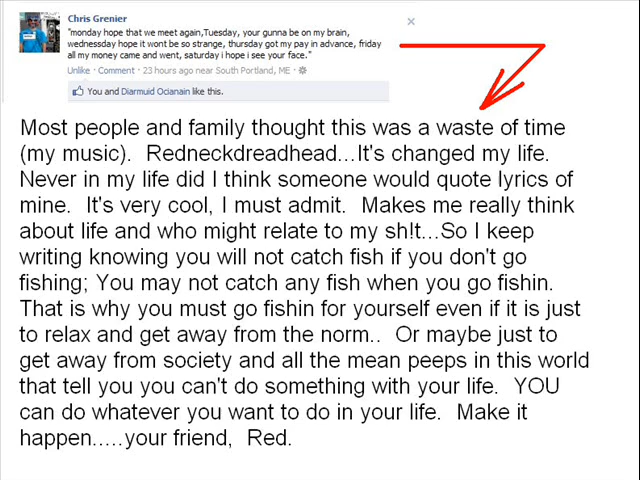 Chris Grenier
"monday hope that we meet again,Tuesday, your gunna be on my brain,
wednesday hope it wont be so strange, thursday got my pay in advance, friday
all my money came and went, saturday i hope i see your face."
Unlike · Comment · 23 hours ago near South Portland, ME ·
You and Diarmuid Ocianain like this.
Most people and family thought this was a waste of time
(my music).  Redneckdreadhead...It's changed my life.
Never in my life did I think someone would quote lyrics of
mine.  It's very cool, I must admit.  Makes me really think
about life and who might relate to my sh!t...So I keep
writing knowing you will not catch fish if you don't go
fishing; You may not catch any fish when you go fishin.
That is why you must go fishin for yourself even if it is just
to relax and get away from the norm..  Or maybe just to
get away from society and all the mean peeps in this world
that tell you you can't do something with your life.  YOU
can do whatever you want to do in your life.  Make it
happen.....your friend,  Red.